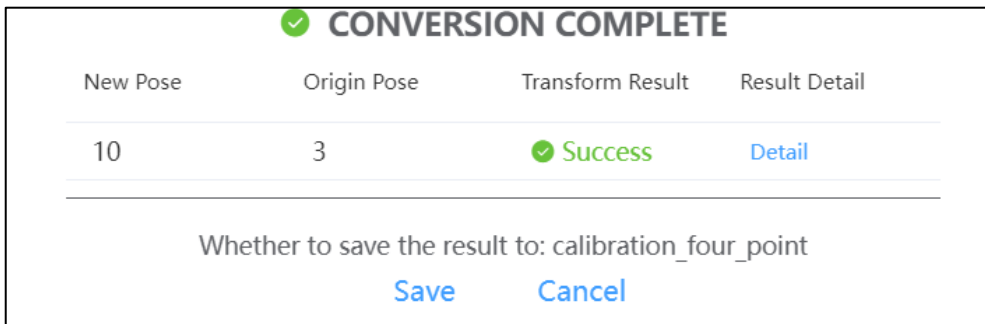 CONVERSION COMPLETE
New Pose Origin Pose Transform Result Result Detail
10 3 Success Detail
Whether to save the result to: calibration_four_point
Save Cancel